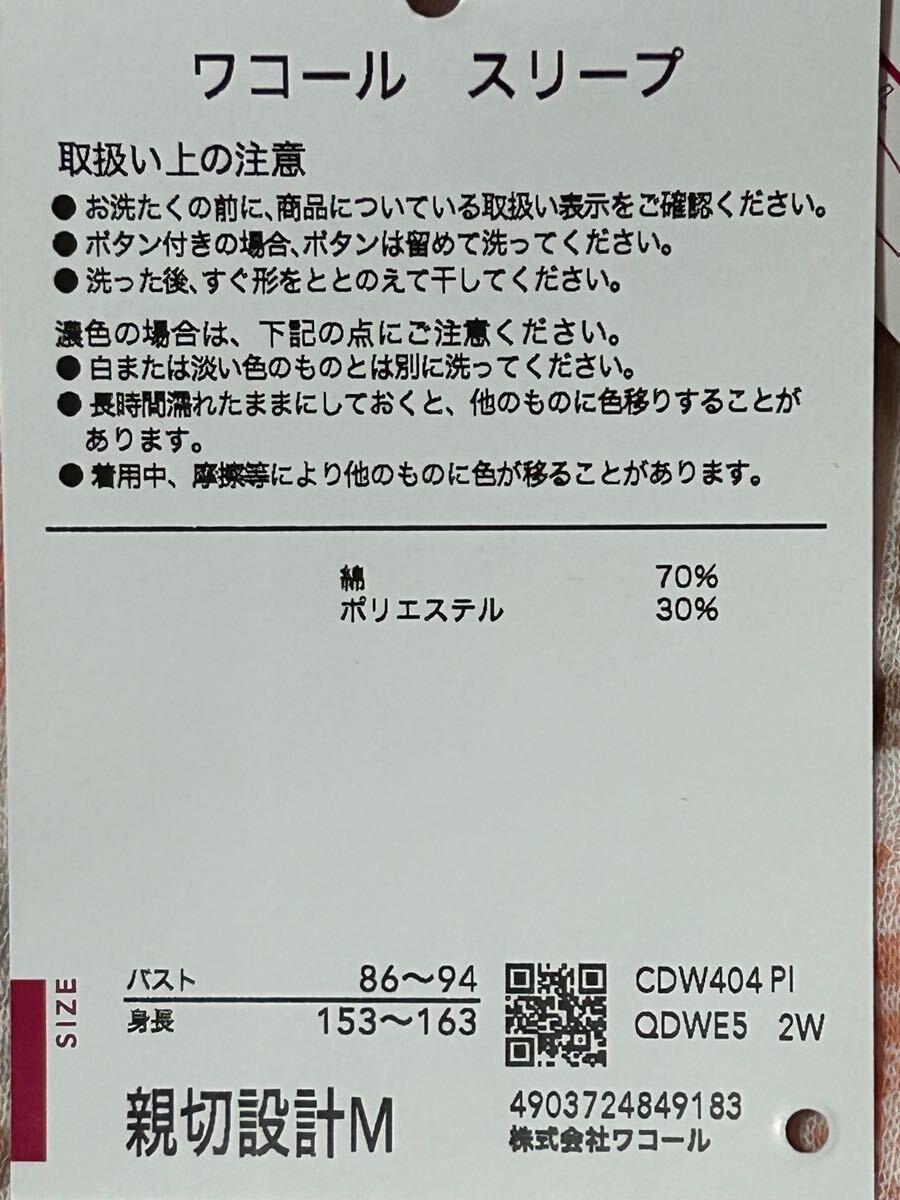 ワコール　スリープ
取扱い上の注意
● お洗たくの前に、商品についている取扱い表示をご確認ください。
● ボタン付きの場合、ボタンは留めて洗ってください。
● 洗った後、すぐ形をととのえて干してください。
濃色の場合は、下記の点にご注意ください。
● 白または淡い色のものとは別に洗ってください。
● 長時間濡れたままにしておくと、他のものに色移りすることが
あります。
● 着用中、摩擦等により他のものに色が移ることがあります。
綿 70%
ポリエステル 30%
SIZE
バスト 86〜94
身長 153〜163
親切設計M
CDW404 PI
QDWE5 2W
4903724849183
株式会社ワコール